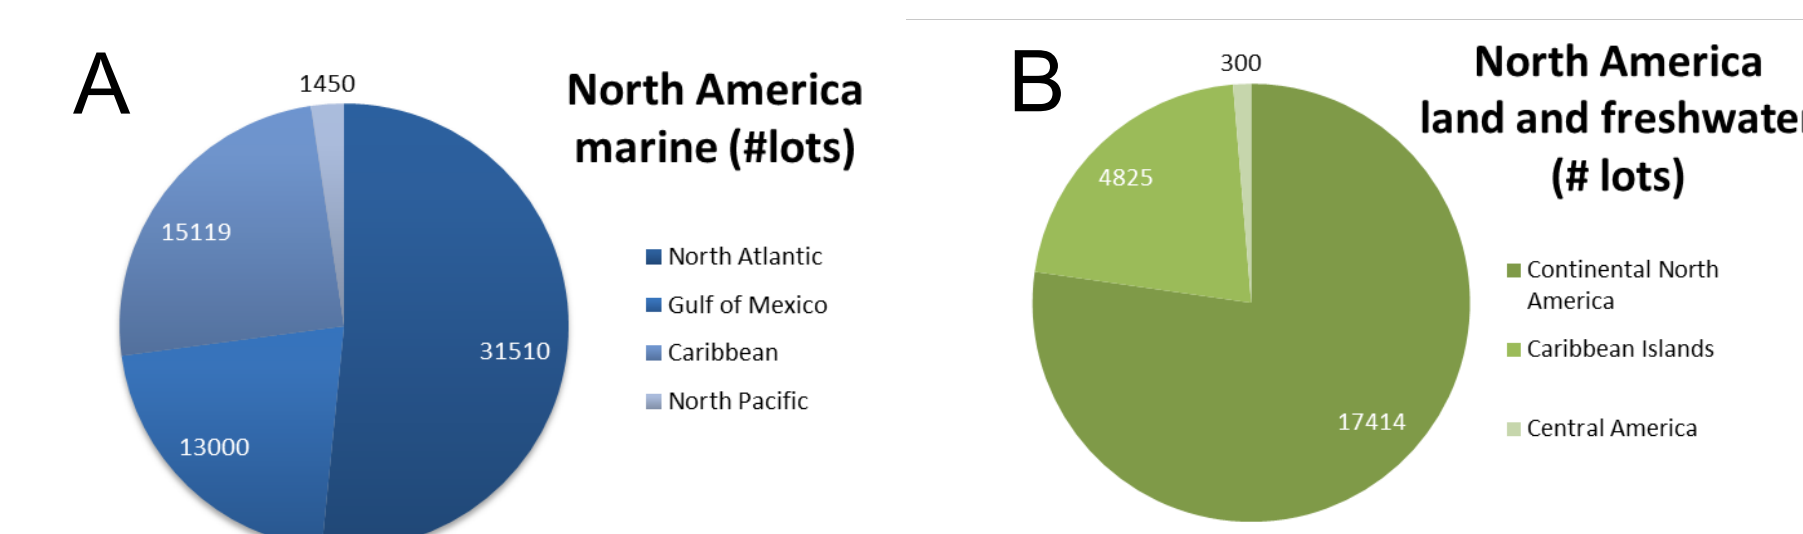 A
1450
North America
marine (#lots)
15119
31510
13000
North Atlantic
Gulf of Mexico
Caribbean
North Pacific
B
300
North America
land and freshwater
(# lots)
4825
17414
Continental North
America
Caribbean Islands
Central America